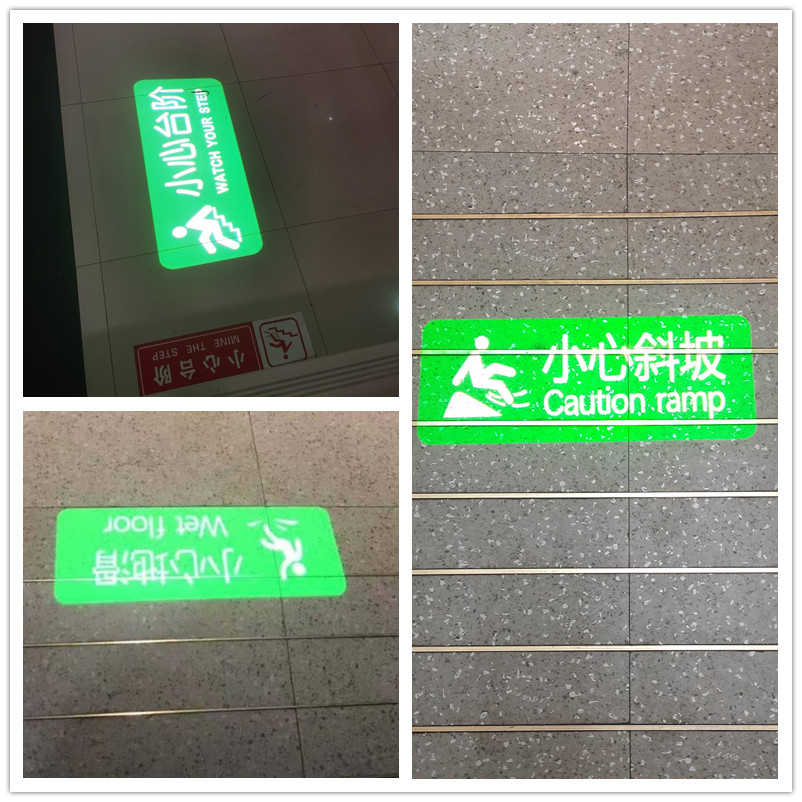 小心台阶
WATCH YOUR STEP
小心台阶
MINE THE STEP
小心斜坡
Caution ramp
小心地滑
Wet floor